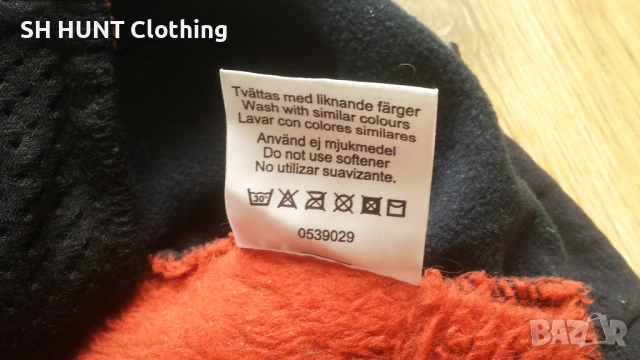 SH HUNT Clothing
Tvättas med liknande färger
Wash with similar colours
Lavar con colores similares
Använd ej mjukmedel
Do not use softener
No utilizar suavizante.
30°
0539029
BAZAR